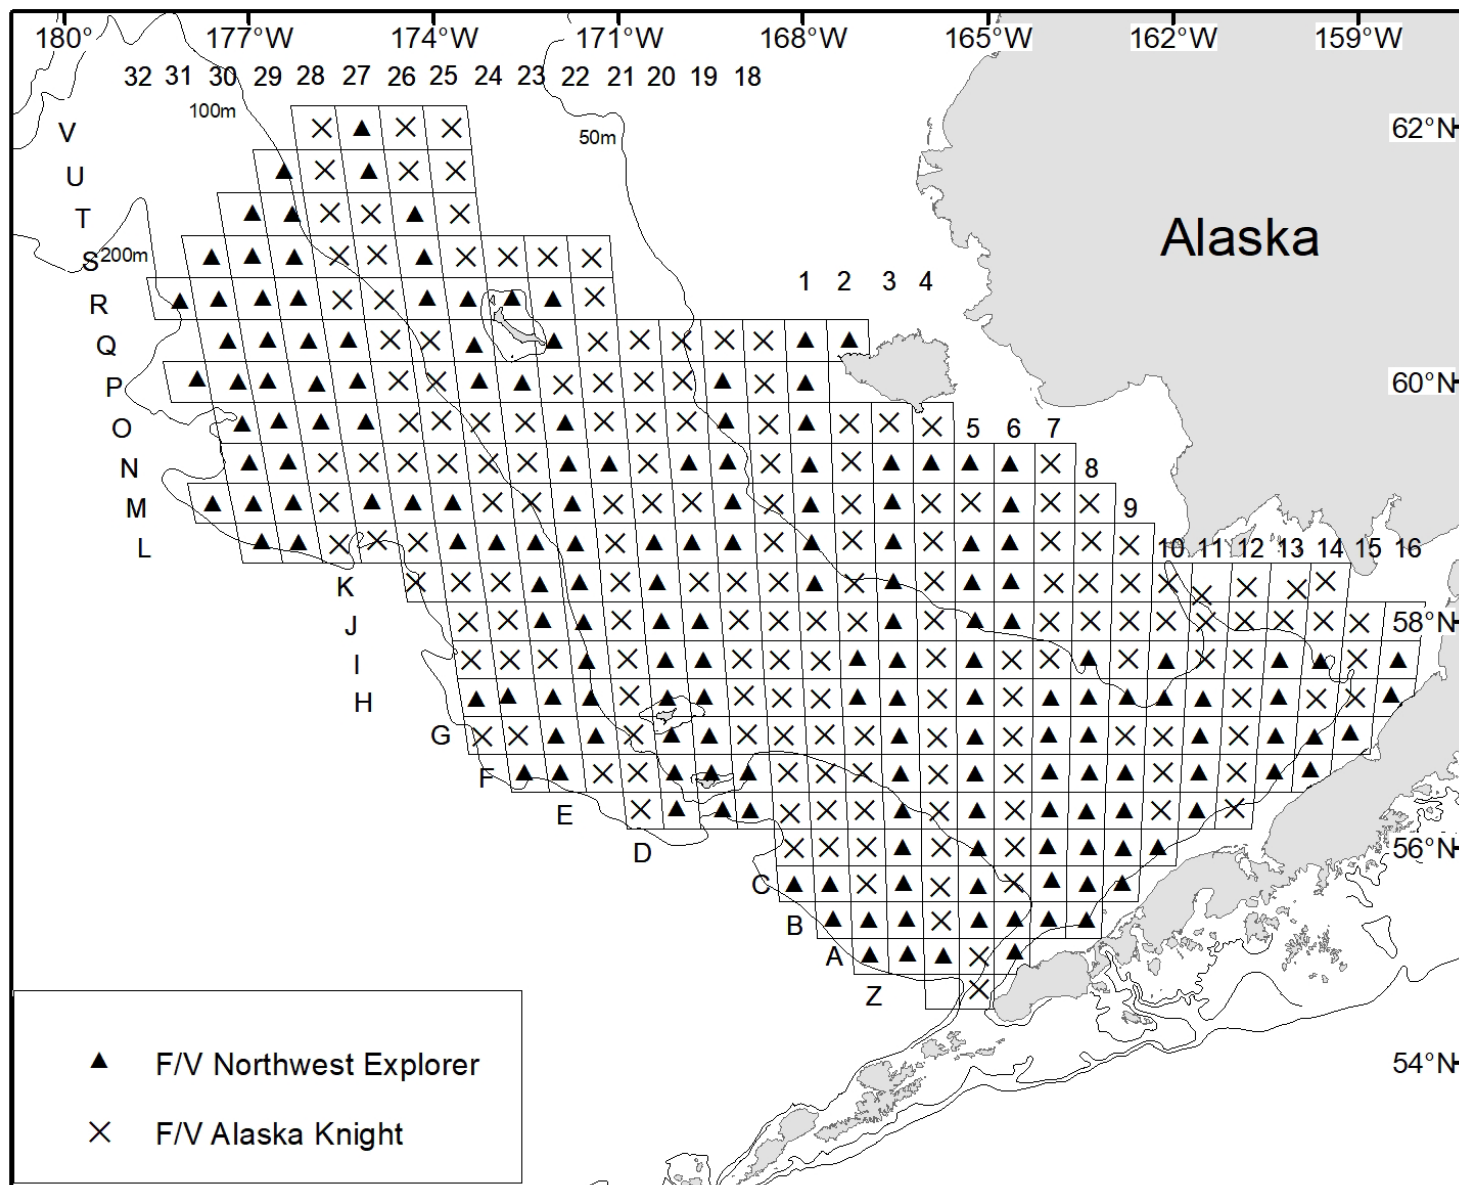 180° 177°W 174°W 171°W 168°W 165°W 162°W 159°W
32 31 30 29 28 27 26 25 24 23 22 21 20 19 18
100m
50m
V
62°N
U
T
Alaska
S
200m
1 2 3 4
R
Q
P
60°N
O
5 6 7
N
8
M
9
L
10 11 12 13 14 15 16
K
J
58°N
I
H
G
F
E
D
56°N
C
B
A
Z
F/V Northwest Explorer
54°N
F/V Alaska Knight